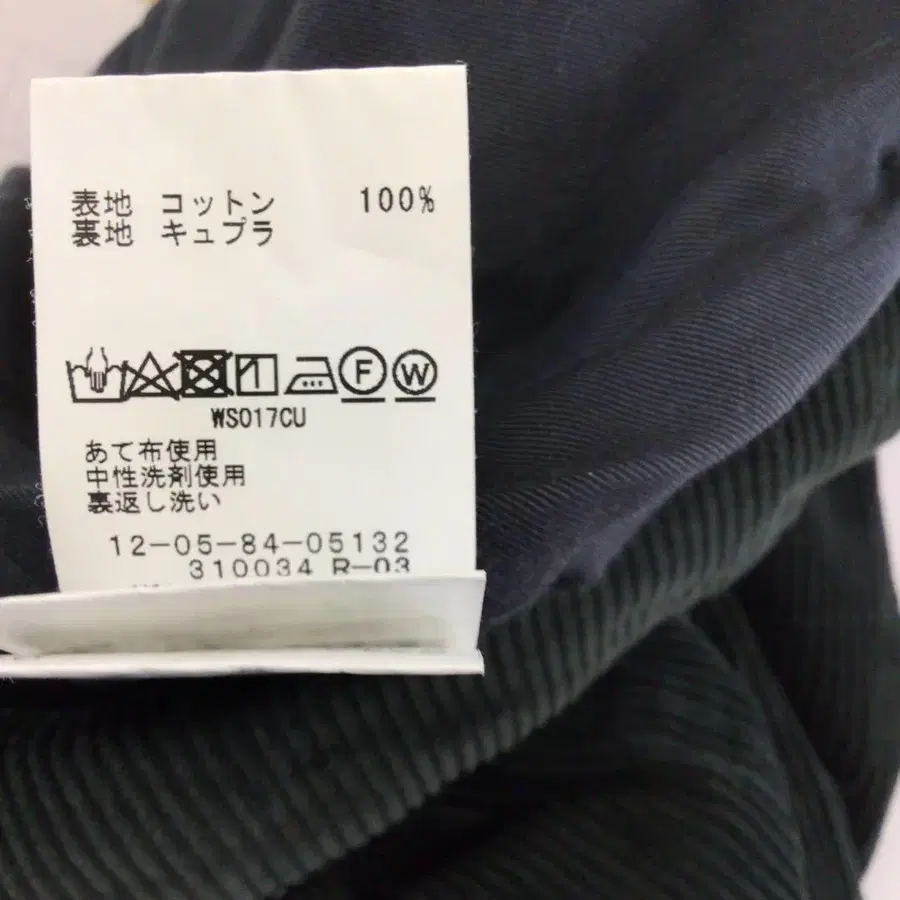 表地 コットン 100%
裏地 キュプラ
F W
WS017CU
あて布使用
中性洗剤使用
裏返し洗い
12-05-84-05132
310034 R-03